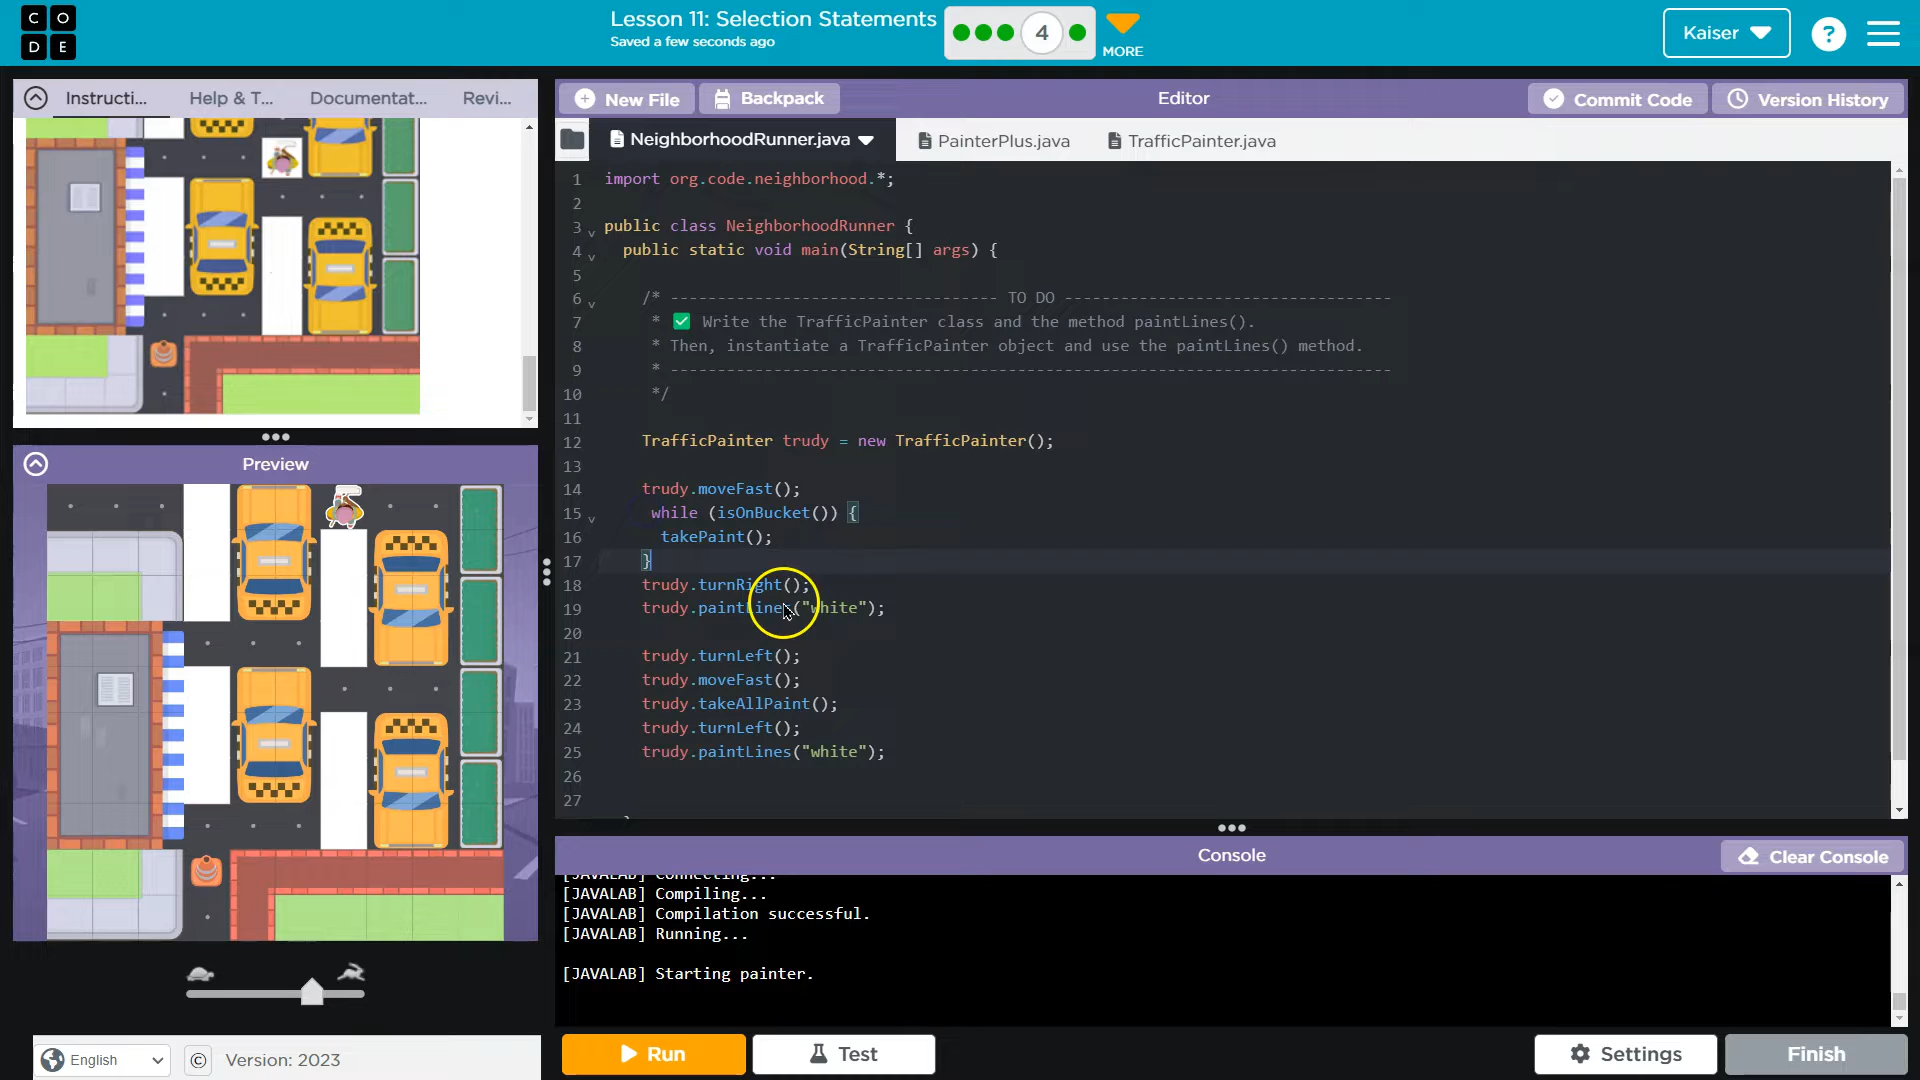 C O
D E
Lesson 11: Selection Statements
Saved a few seconds ago
4
MORE
Kaiser
?
Instructi...
Help & T...
Documentat...
Revi...
New File
Backpack
Editor
Commit Code
Version History
NeighborhoodRunner.java
PainterPlus.java
TrafficPainter.java
1 import org.code.neighborhood.*;
2
3 public class NeighborhoodRunner {
4 public static void main(String[] args) {
5
6 /* ----------------------------------- TO DO -----------------------------------
7 * ✅ Write the TrafficPainter class and the method paintLines().
8 * Then, instantiate a TrafficPainter object and use the paintLines() method.
9 * -----------------------------------------------------------------------------
10 */
11
12 TrafficPainter trudy = new TrafficPainter();
13
14 trudy.moveFast();
15 while (isOnBucket()) {
16 takePaint();
17 }
18 trudy.turnRight();
19 trudy.paintLines("white");
20
21 trudy.turnLeft();
22 trudy.moveFast();
23 trudy.takeAllPaint();
24 trudy.turnLeft();
25 trudy.paintLines("white");
26
27
Preview
Console
Clear Console
[JAVALAB] Connecting...
[JAVALAB] Compiling...
[JAVALAB] Compilation successful.
[JAVALAB] Running...
[JAVALAB] Starting painter.
English
©
Version: 2023
Run
Test
Settings
Finish